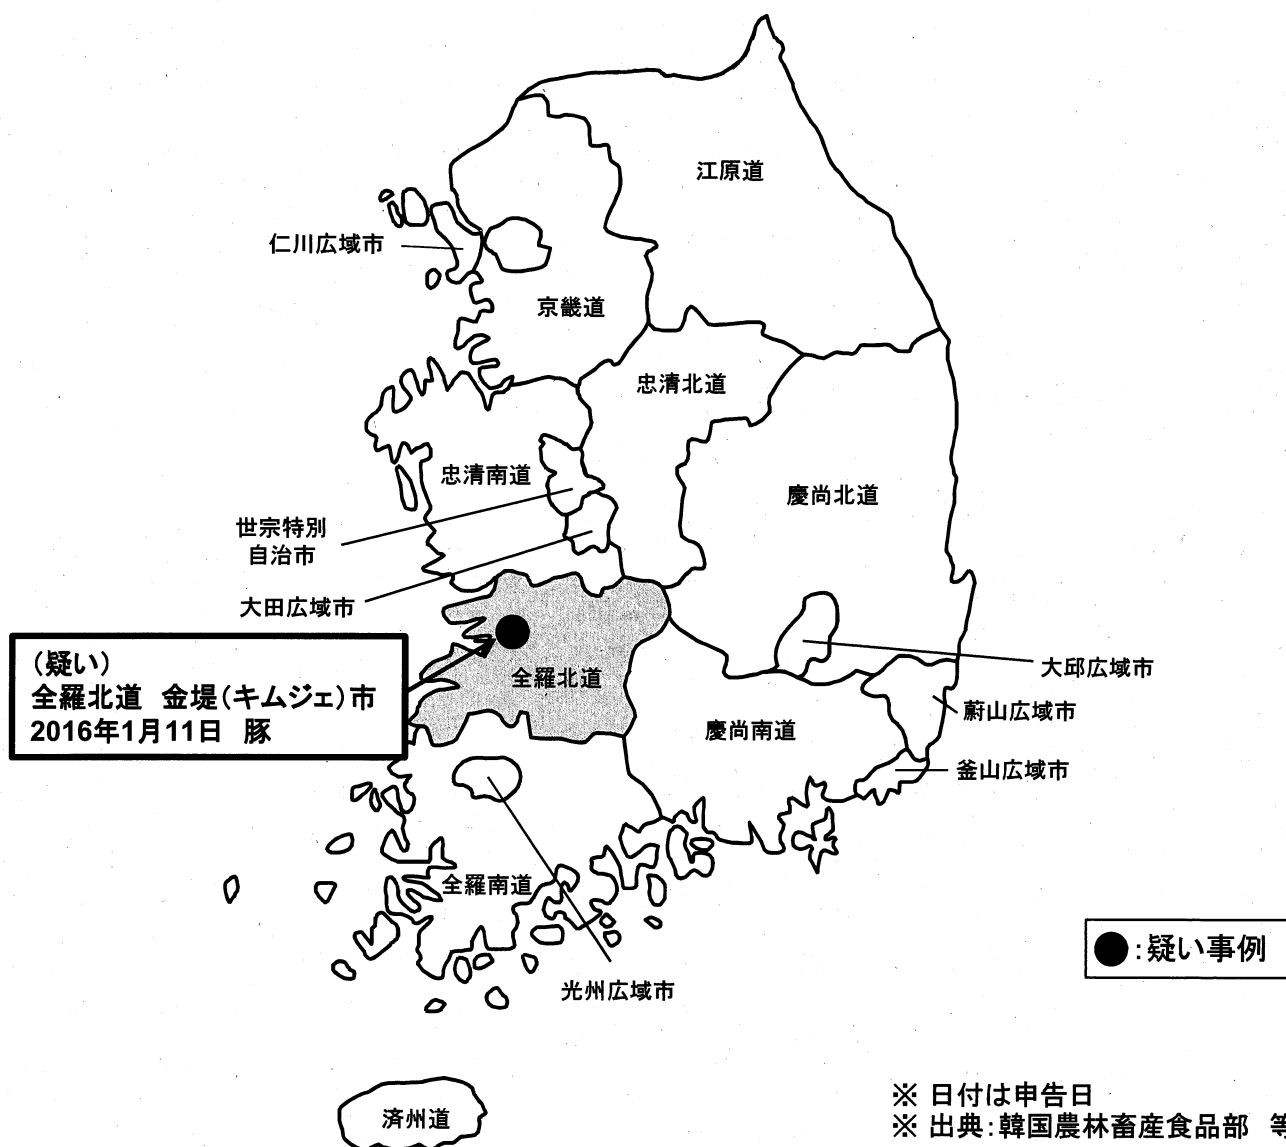 江原道
仁川広域市
京畿道
忠清北道
忠清南道
慶尚北道
世宗特別
自治市
大田広域市
(疑い)
全羅北道 金堤(キムジェ)市
2016年1月11日 豚
全羅北道
大邱広域市
蔚山広域市
慶尚南道
釜山広域市
全羅南道
●:疑い事例
光州広域市
済州道
※ 日付は申告日
※ 出典:韓国農林畜産食品部 等